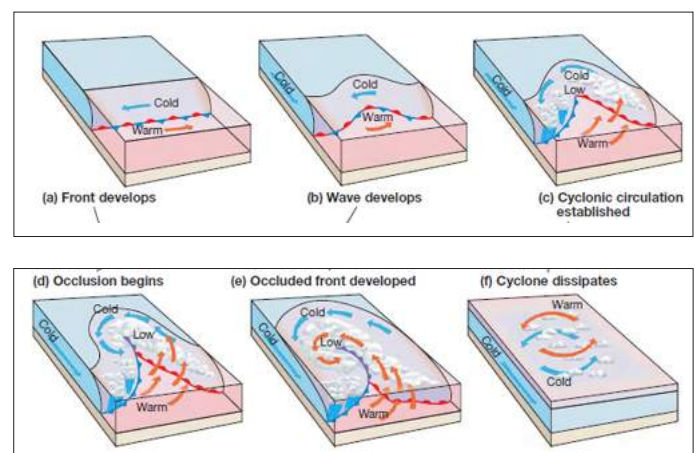 Cold
Warm
(a) Front develops
Cold
Cold
Warm
(b) Wave develops
Cold
Cold
Low
Warm
(c) Cyclonic circulation
established
(d) Occlusion begins
Cold
Cold
Low
Warm
(e) Occluded front developed
Cold
Cold
Low
Warm
(f) Cyclone dissipates
Warm
Cold
Cold